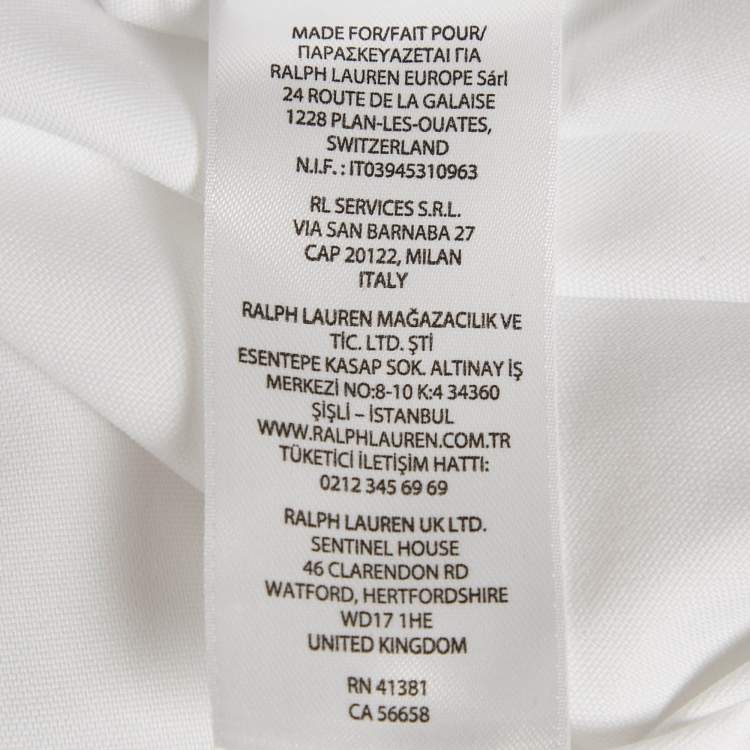 MADE FOR/FAIT POUR/
ΠΑΡΑΣΚΕΥΑΖΕΤΑΙ ΓΙΑ
RALPH LAUREN EUROPE Sárl
24 ROUTE DE LA GALAISE
1228 PLAN-LES-OUATES,
SWITZERLAND
N.I.F. : IT03945310963
RL SERVICES S.R.L.
VIA SAN BARNABA 27
CAP 20122, MILAN
ITALY
RALPH LAUREN MAĞAZACILIK VE
TİC. LTD. ŞTİ
ESENTEPE KASAP SOK. ALTINAY İŞ
MERKEZİ NO:8-10 K:4 34360
ŞİŞLİ – İSTANBUL
WWW.RALPHLAUREN.COM.TR
TÜKETİCİ İLETİŞİM HATTI:
0212 345 69 69
RALPH LAUREN UK LTD.
SENTINEL HOUSE
46 CLARENDON RD
WATFORD, HERTFORDSHIRE
WD17 1HE
UNITED KINGDOM
RN 41381
CA 56658